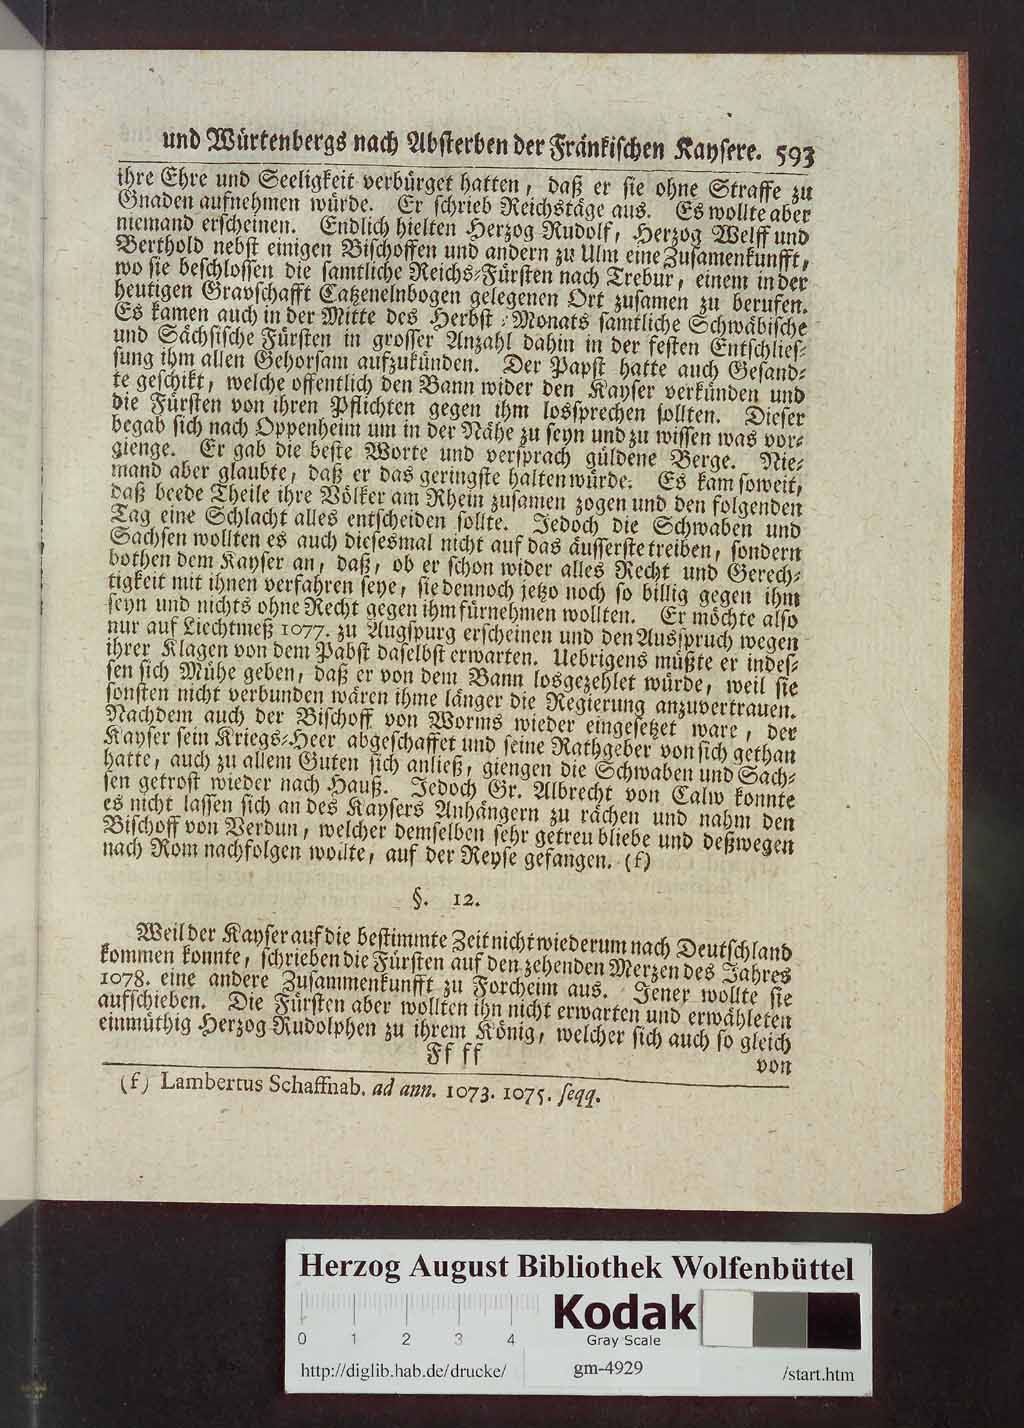 und Würtenbergs nach Absterben der Fränkischen Kaysere. 593
ihre Ehre und Seeligkeit verbürget hatten, daß er sie ohne Straffe zu
Gnaden aufnehmen würde. Er schrieb Reichstäge aus. Es wollte aber
niemand erscheinen. Endlich hielten Herzog Rudolf, Herzog Welff und
Berthold nebst einigen Bischoffen und andern zu Ulm eine Zusamenkunfft,
wo sie beschlossen die samtliche Reichs-Fürsten nach Trebur, einem in der
heutigen Gravschafft Catzenelnbogen gelegenen Ort zusamen zu berufen.
Es kamen auch in der Mitte des Herbst-Monats samtliche Schwäbische
und Sächsische Fürsten in grosser Anzahl dahin in der festen Entschlies-
sung ihm allen Gehorsam aufzukünden. Der Papst hatte auch Gesand-
te geschikt, welche offentlich den Bann wider den Kayser verkünden und
die Fürsten von ihren Pflichten gegen ihm lossprechen sollten. Dieser
begab sich nach Oppenheim um in der Nähe zu seyn und zu wissen was vor-
gienge. Er gab die beste Worte und versprach güldene Berge. Nie-
mand aber glaubte, daß er das geringste halten würde. Es kam soweit,
daß beede Theile ihre Völker am Rhein zusamen zogen und den folgenden
Tag eine Schlacht alles entscheiden sollte. Jedoch die Schwaben und
Sachsen wollten es auch diesesmal nicht auf das äusserste treiben, sondern
bothen dem Kayser an, daß, ob er schon wider alles Recht und Gerech-
tigkeit mit ihnen verfahren seye, sie dennoch jetzo noch so billig gegen ihm
seyn und nichts ohne Recht gegen ihm fürnehmen wollten. Er möchte also
nur auf Liechtmeß 1077. zu Augspurg erscheinen und den Ausspruch wegen
ihrer Klagen von dem Pabst daselbst erwarten. Uebrigens müßte er indes-
sen sich Mühe geben, daß er von dem Bann losgezehlet würde, weil sie
sonsten nicht verbunden wären ihme länger die Regierung anzuvertrauen.
Nachdem auch der Bischoff von Worms wieder eingesetzet ware, der
Kayser sein Kriegs-Heer abgeschaffet und seine Rathgeber von sich gethan
hatte, auch zu allem Guten sich anließ, giengen die Schwaben und Sach-
sen getrost wieder nach Hauß. Jedoch Gr. Albrecht von Calw konnte
es nicht lassen sich an des Kaysers Anhängern zu rächen und nahm den
Bischoff von Verdun, welcher demselben sehr getreu bliebe und deßwegen
nach Rom nachfolgen wollte, auf der Reyse gefangen. (f)
§. 12.
Weil der Kayser auf die bestimmte Zeit nicht wiederum nach Deutschland
kommen konnte, schrieben die Fürsten auf den zehenden Merzen des Jahres
1078. eine andere Zusammenkunfft zu Forcheim aus. Jener wollte sie
aufschieben. Die Fürsten aber wollten ihn nicht erwarten und erwähleten
einmüthig Herzog Rudolphen zu ihrem König, welcher sich auch so gleich
Ff ff
von
(f) Lambertus Schaffnab. ad ann. 1073. 1075. seqq.
Herzog August Bibliothek Wolfenbüttel
Kodak
Gray Scale
0 1 2 3 4
http://diglib.hab.de/drucke/ gm-4929 /start.htm